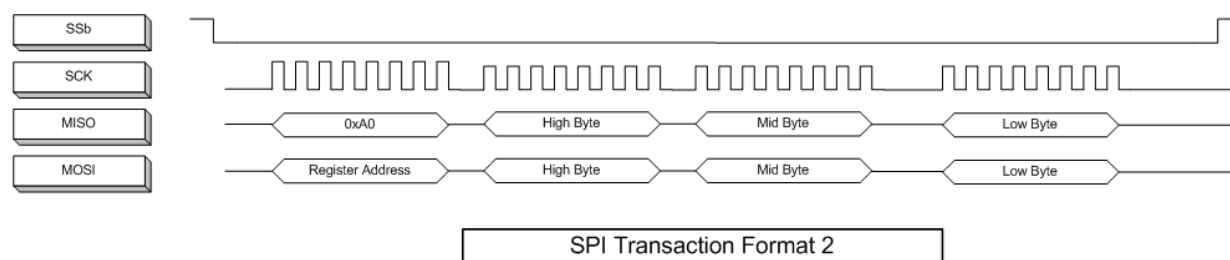 SSb
SCK
MISO 0xA0 High Byte Mid Byte Low Byte
MOSI Register Address High Byte Mid Byte Low Byte
SPI Transaction Format 2